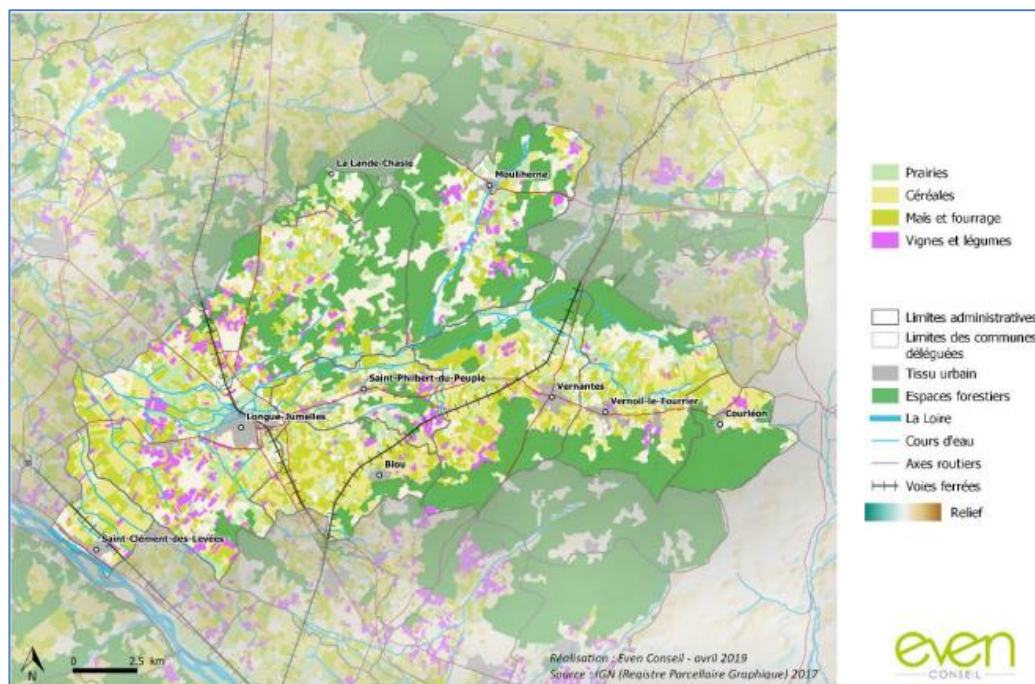 La Lande-Chasle
Mouliherne
Saint-Philbert-du-Peuple
Vernantes
Vernoil-le-Fourrier
Courléon
Longué-Jumelles
Blou
Saint-Clément-des-Levées
N
0 2.5 km
Réalisation : Even Conseil - avril 2019
Source : IGN (Registre Parcellaire Graphique) 2017
Prairies
Céréales
Maïs et fourrage
Vignes et légumes
Limites administratives
Limites des communes
déléguées
Tissu urbain
Espaces forestiers
La Loire
Cours d'eau
Axes routiers
Voies ferrées
Relief
even
CONSEIL